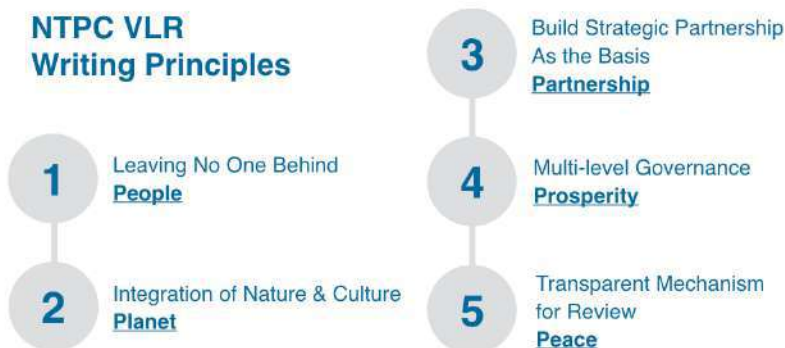 NTPC VLR
Writing Principles
1
Leaving No One Behind
People
2
Integration of Nature & Culture
Planet
3
Build Strategic Partnership
As the Basis
Partnership
4
Multi-level Governance
Prosperity
5
Transparent Mechanism
for Review
Peace